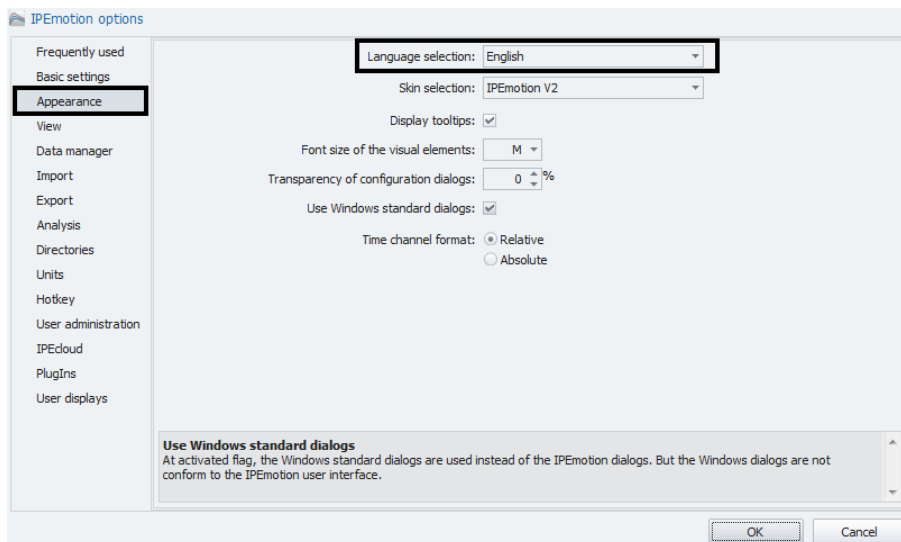 IPEmotion options
Frequently used
Basic settings
Appearance
View
Data manager
Import
Export
Analysis
Directories
Units
Hotkey
User administration
IPEcloud
PlugIns
User displays
Language selection: English
Skin selection: IPEmotion V2
Display tooltips:
Font size of the visual elements: M
Transparency of configuration dialogs: 0 %
Use Windows standard dialogs:
Time channel format: Relative
Absolute
Use Windows standard dialogs
At activated flag, the Windows standard dialogs are used instead of the IPEmotion dialogs. But the Windows dialogs are not
conform to the IPEmotion user interface.
OK Cancel